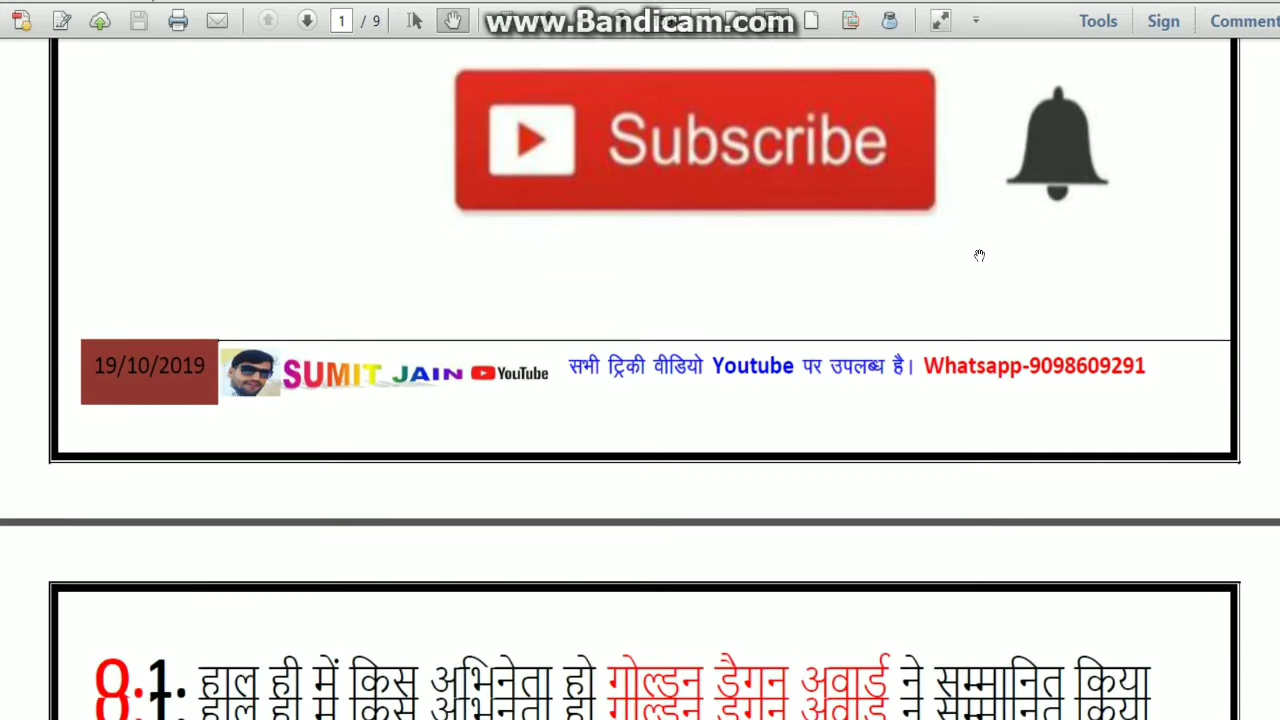 1 / 9
www.Bandicam.com
Tools Sign Comment
Subscribe
19/10/2019 SUMIT JAIN YouTube सभी ट्रिकी वीडियो Youtube पर उपलब्ध है। Whatsapp-9098609291
8.1. हाल ही में किस अभिनेता हो गोल्डन ड्रैगन अवार्ड ने सम्मानित किया